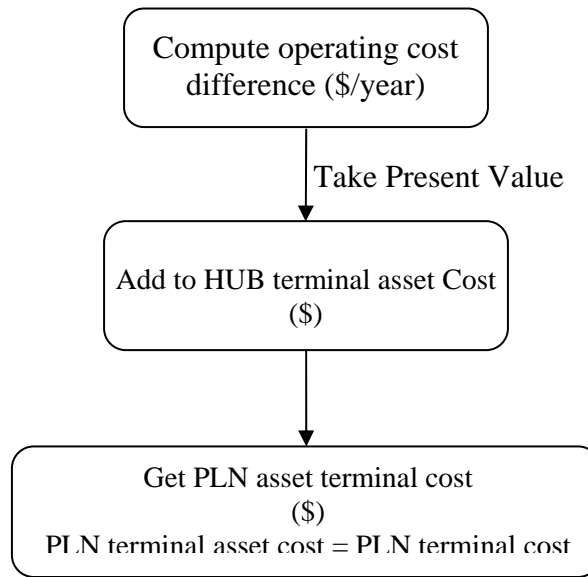 Compute operating cost
difference ($/year)
Take Present Value
Add to HUB terminal asset Cost
($)
Get PLN asset terminal cost
($)
PLN terminal asset cost = PLN terminal cost